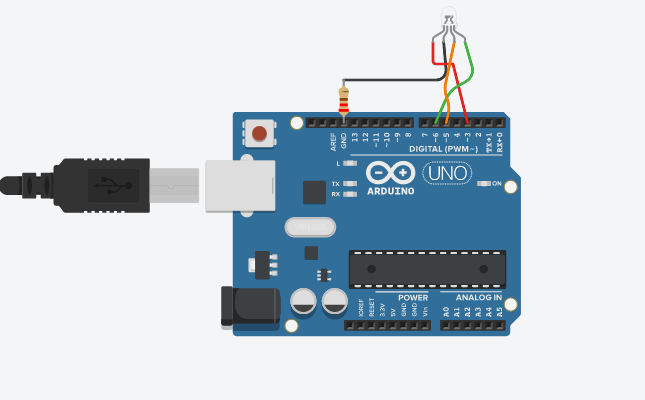 AREF
GND
13
12
~11
~10
~9
8
7
~6
~5
4
~3
2
TX→1
RX←0
DIGITAL (PWM~)
L
TX
RX
ARDUINO
UNO
ON
POWER
ANALOG IN
IOREF
RESET
3.3V
5V
GND
GND
Vin
A0
A1
A2
A3
A4
A5